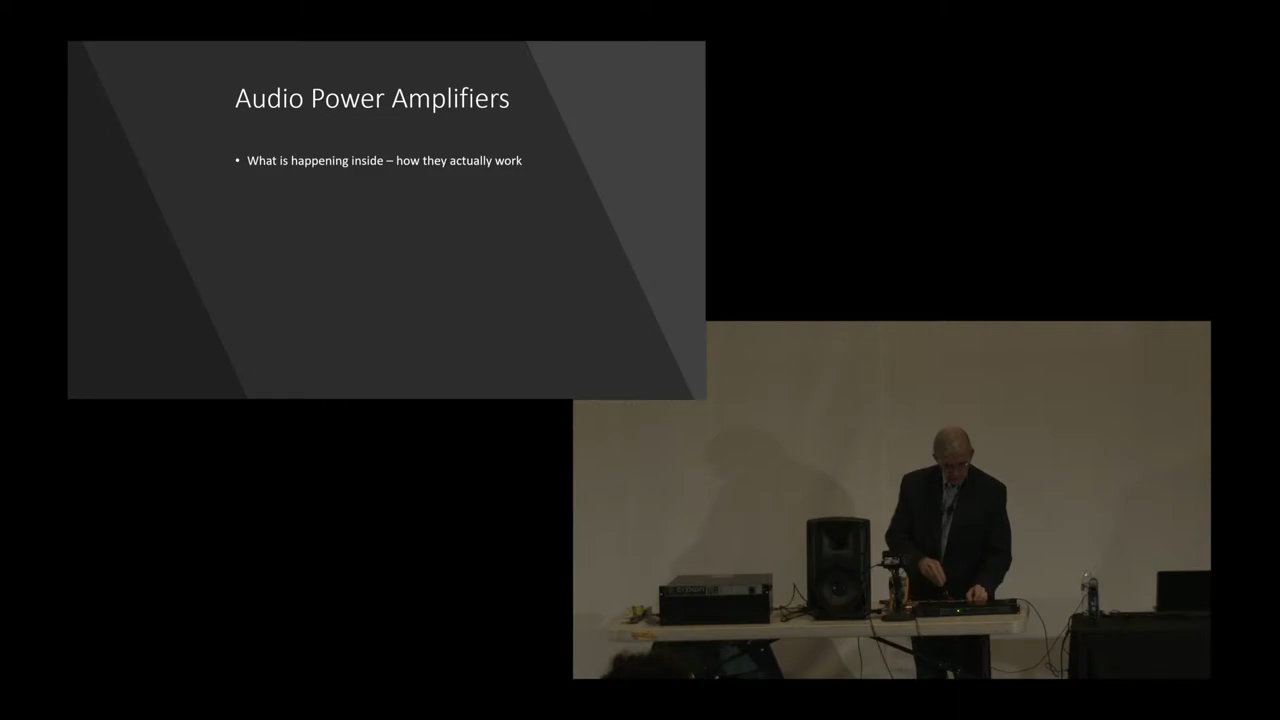 Audio Power Amplifiers
• What is happening inside – how they actually work